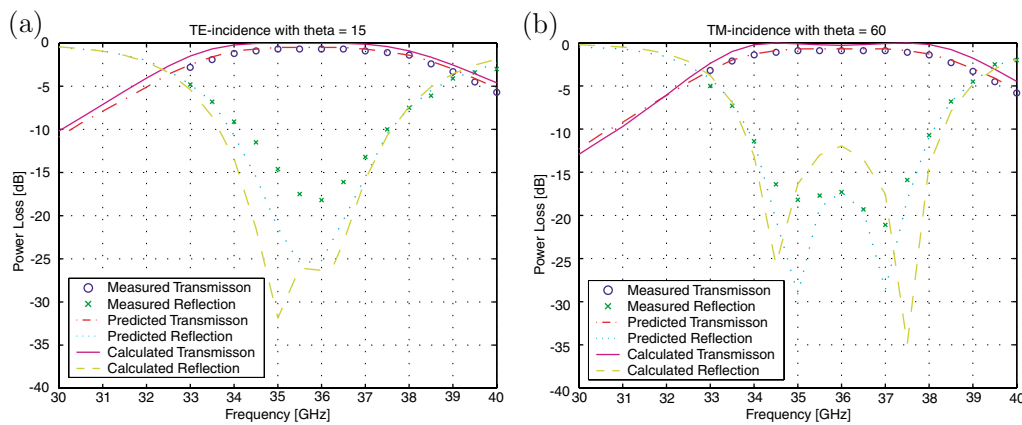 (a)
TE-incidence with theta = 15
0
-5
-10
-15
-20
-25
-30
-35
-40
Power Loss [dB]
Measured Transmisson
Measured Reflection
Predicted Transmisson
Predicted Reflection
Calculated Transmisson
Calculated Reflection
30 31 32 33 34 35 36 37 38 39 40
Frequency [GHz]
(b)
TM-incidence with theta = 60
0
-5
-10
-15
-20
-25
-30
-35
-40
Power Loss [dB]
Measured Transmisson
Measured Reflection
Predicted Transmisson
Predicted Reflection
Calculated Transmisson
Calculated Reflection
30 31 32 33 34 35 36 37 38 39 40
Frequency [GHz]